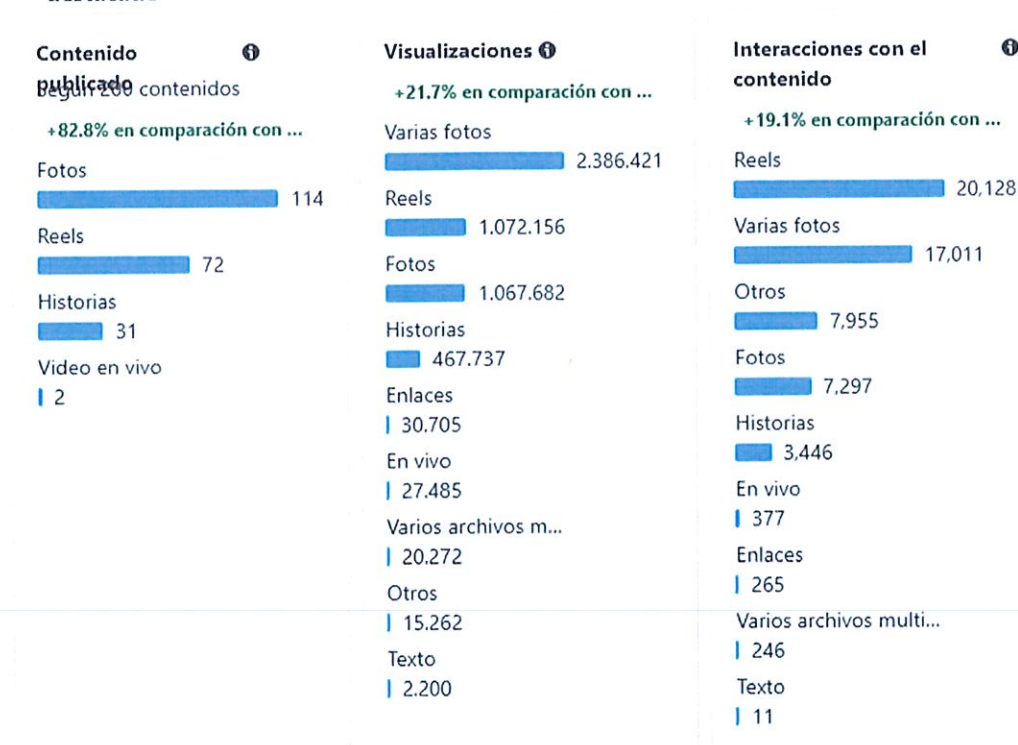 Contenido
publicado
Según 200 contenidos
+82.8% en comparación con ...
Fotos
114
Reels
72
Historias
31
Video en vivo
2
Visualizaciones
+21.7% en comparación con ...
Varias fotos
2.386.421
Reels
1.072.156
Fotos
1.067.682
Historias
467.737
Enlaces
30.705
En vivo
27.485
Varios archivos m...
20.272
Otros
15.262
Texto
2.200
Interacciones con el
contenido
+19.1% en comparación con ...
Reels
20,128
Varias fotos
17,011
Otros
7,955
Fotos
7,297
Historias
3,446
En vivo
377
Enlaces
265
Varios archivos multi...
246
Texto
11